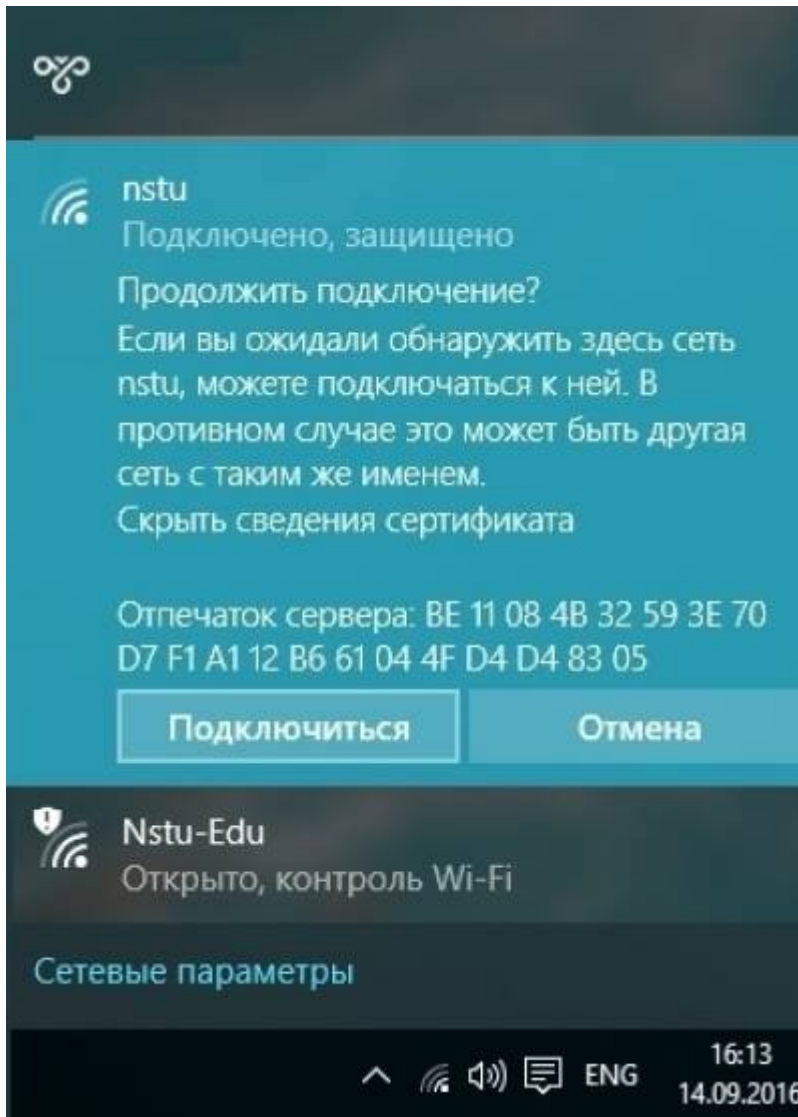 nstu
Подключено, защищено
Продолжить подключение?
Если вы ожидали обнаружить здесь сеть
nstu, можете подключаться к ней. В
противном случае это может быть другая
сеть с таким же именем.
Скрыть сведения сертификата
Отпечаток сервера: BE 11 08 4B 32 59 3E 70
D7 F1 A1 12 B6 61 04 4F D4 D4 83 05
Подключиться Отмена
Nstu-Edu
Открыто, контроль Wi-Fi
Сетевые параметры
ENG 16:13
14.09.2016